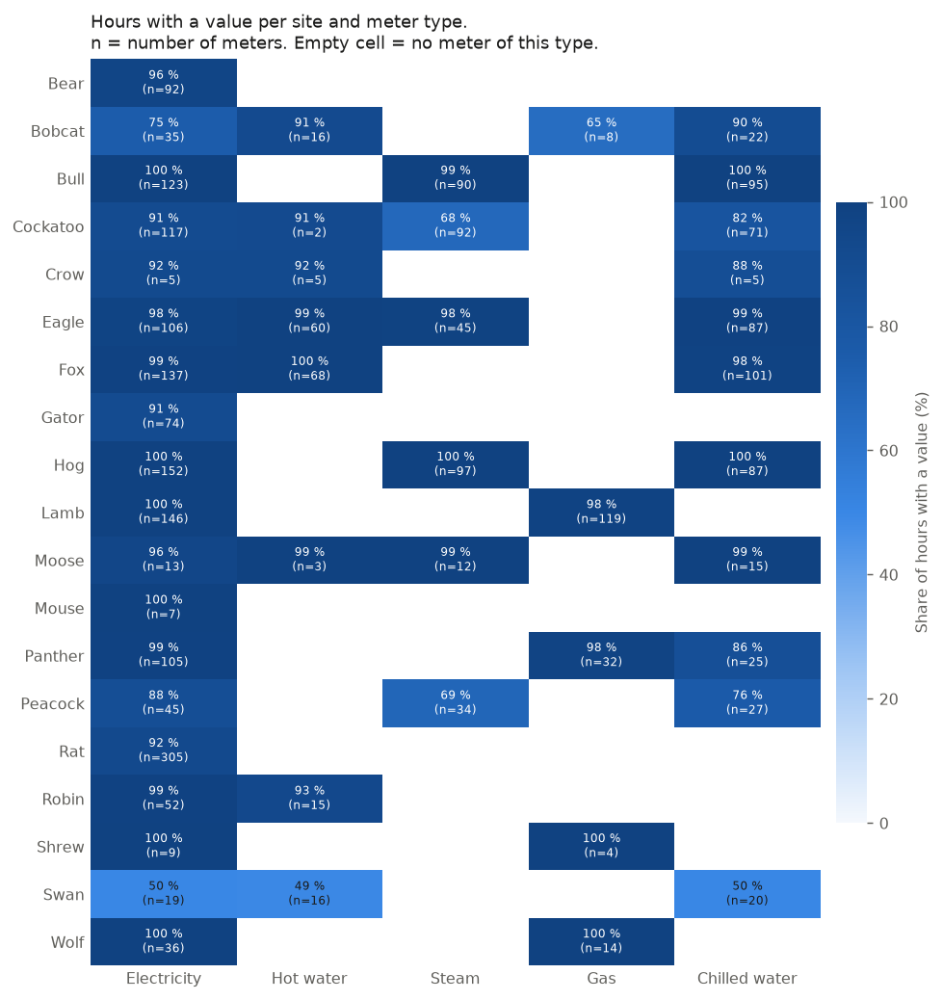 Hours with a value per site and meter type.
n = number of meters. Empty cell = no meter of this type.
Bear
96 %
(n=92)
Bobcat
75 %
(n=35)
91 %
(n=16)
65 %
(n=8)
90 %
(n=22)
Bull
100 %
(n=123)
99 %
(n=90)
100 %
(n=95)
Cockatoo
91 %
(n=117)
91 %
(n=2)
68 %
(n=92)
82 %
(n=71)
Crow
92 %
(n=5)
92 %
(n=5)
88 %
(n=5)
Eagle
98 %
(n=106)
99 %
(n=60)
98 %
(n=45)
99 %
(n=87)
Fox
99 %
(n=137)
100 %
(n=68)
98 %
(n=101)
Gator
91 %
(n=74)
Hog
100 %
(n=152)
100 %
(n=97)
100 %
(n=87)
Lamb
100 %
(n=146)
98 %
(n=119)
Moose
96 %
(n=13)
99 %
(n=3)
99 %
(n=12)
99 %
(n=15)
Mouse
100 %
(n=7)
Panther
99 %
(n=105)
98 %
(n=32)
86 %
(n=25)
Peacock
88 %
(n=45)
69 %
(n=34)
76 %
(n=27)
Rat
92 %
(n=305)
Robin
99 %
(n=52)
93 %
(n=15)
Shrew
100 %
(n=9)
100 %
(n=4)
Swan
50 %
(n=19)
49 %
(n=16)
50 %
(n=20)
Wolf
100 %
(n=36)
100 %
(n=14)
Electricity
Hot water
Steam
Gas
Chilled water
100
80
60
40
20
0
Share of hours with a value (%)